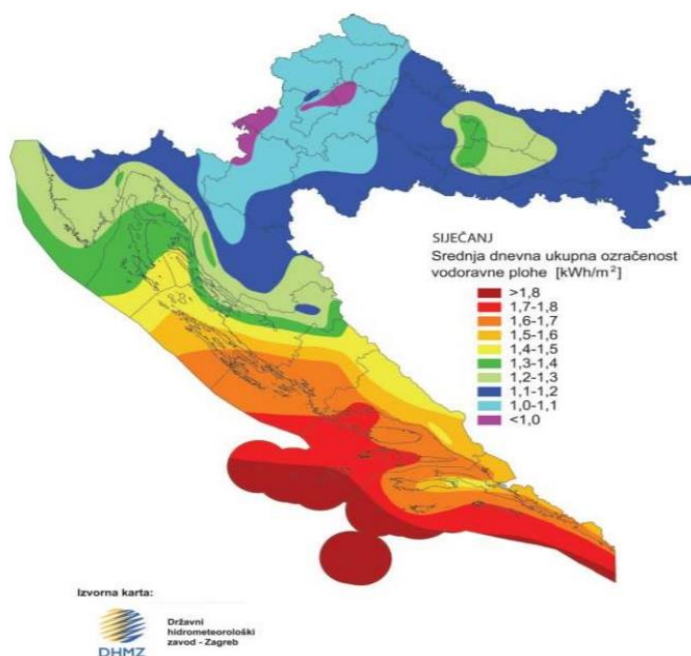 SIJEČANJ
Srednja dnevna ukupna ozračenost
vodoravne plohe [kWh/m²]
>1,8
1,7-1,8
1,6-1,7
1,5-1,6
1,4-1,5
1,3-1,4
1,2-1,3
1,1-1,2
1,0-1,1
<1,0
Izvorna karta:
Državni
hidrometeorološki
zavod - Zagreb
DHMZ